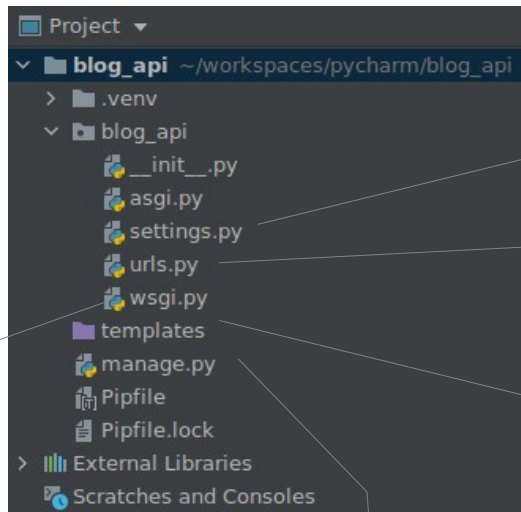 Project
blog_api ~/workspaces/pycharm/blog_api
.venv
blog_api
__init__.py
asgi.py
settings.py
urls.py
wsgi.py
templates
manage.py
Pipfile
Pipfile.lock
External Libraries
Scratches and Consoles